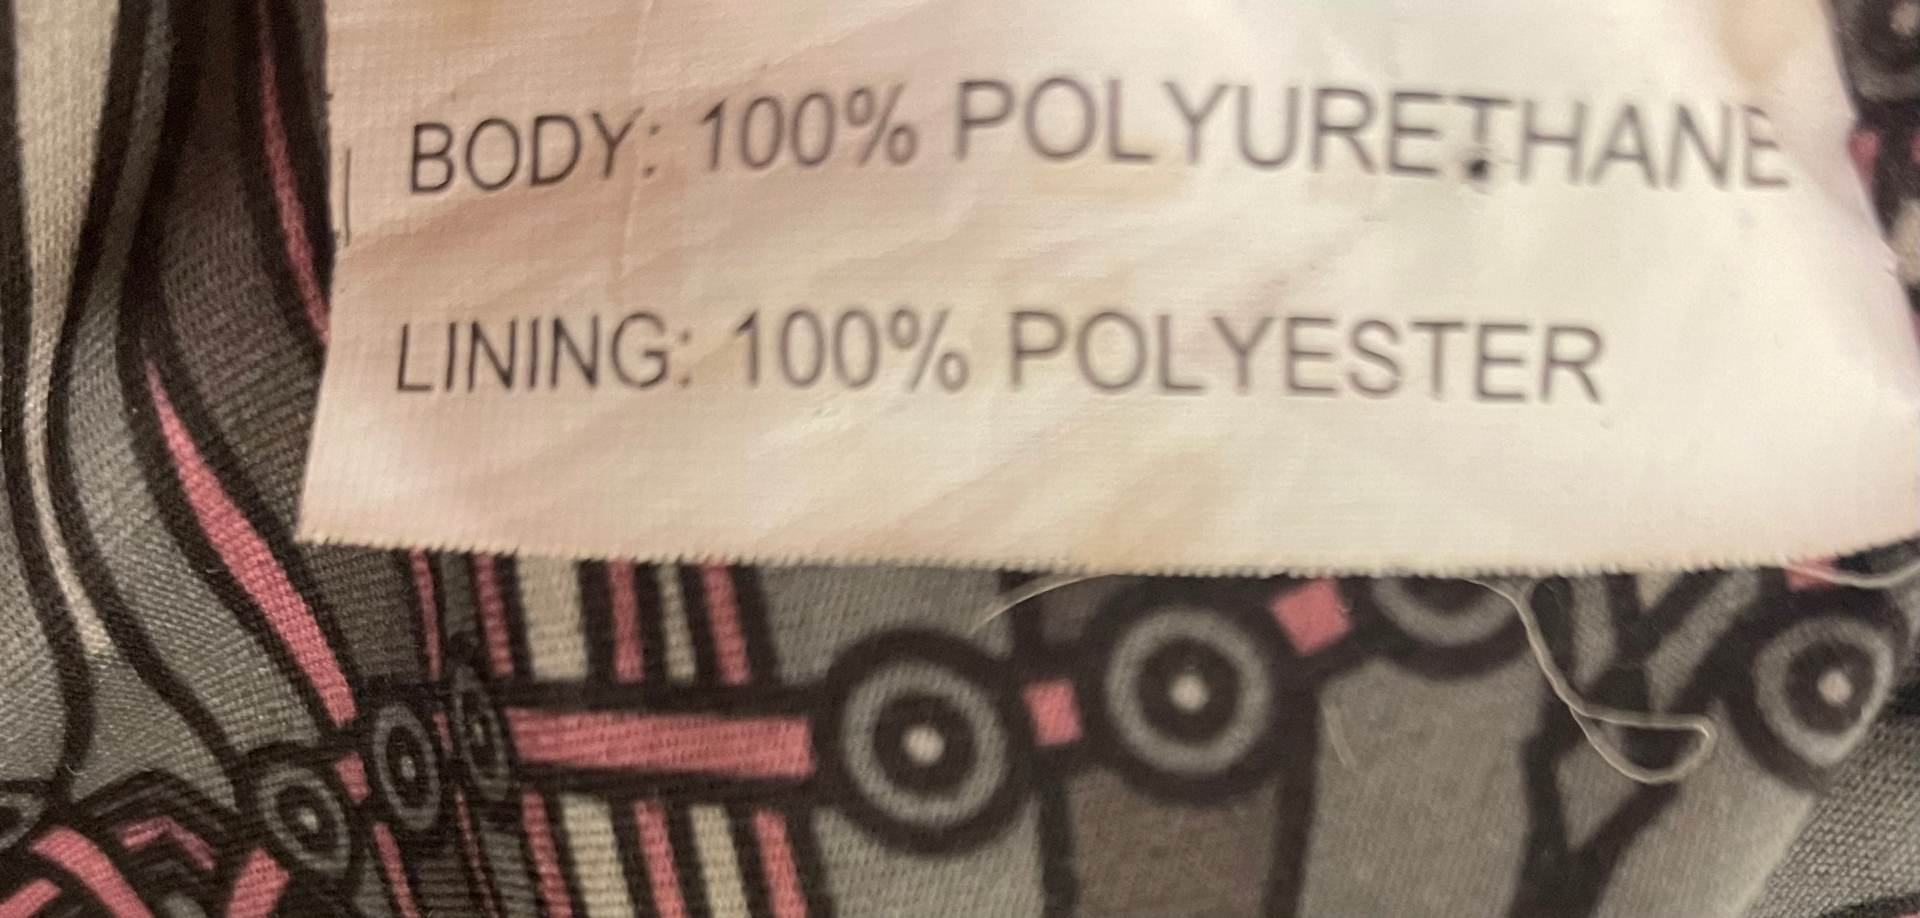 BODY: 100% POLYURETHANE
LINING: 100% POLYESTER